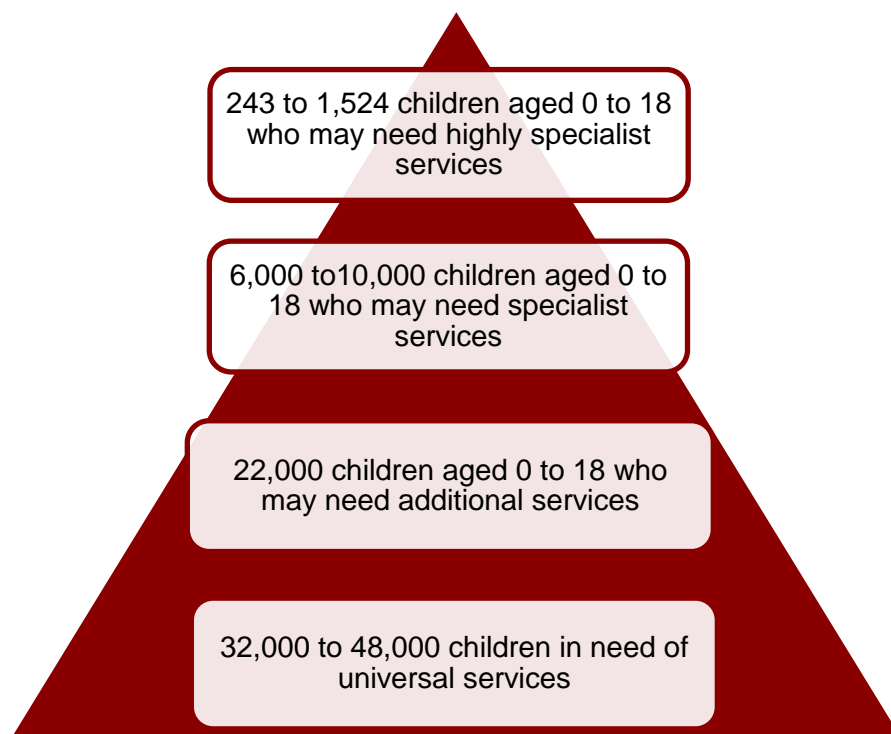 243 to 1,524 children aged 0 to 18
who may need highly specialist
services
6,000 to10,000 children aged 0 to
18 who may need specialist
services
22,000 children aged 0 to 18 who
may need additional services
32,000 to 48,000 children in need of
universal services